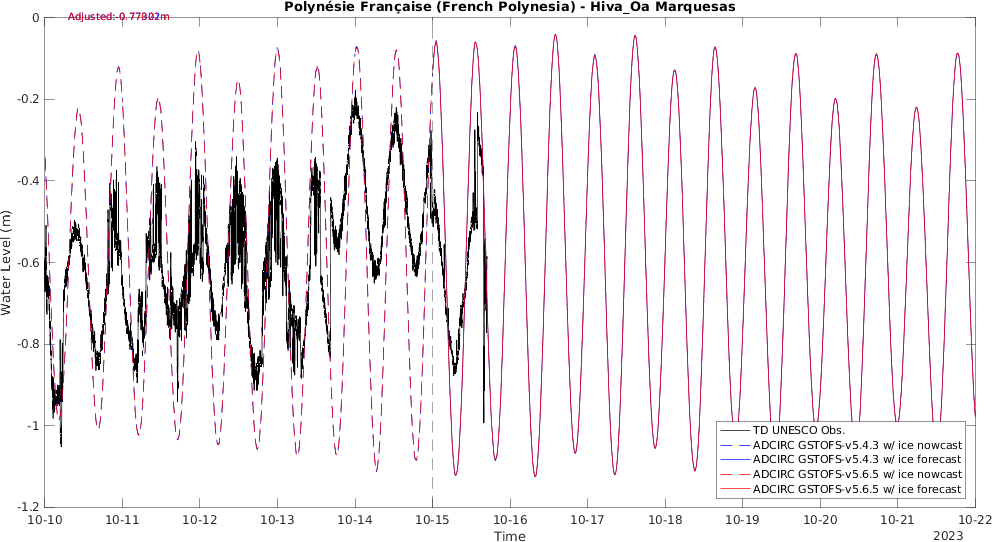 Polynésie Française (French Polynesia) - Hiva_Oa Marquesas
0
-0.2
-0.4
-0.6
-0.8
-1
-1.2
Water Level (m)
10-10
10-11
10-12
10-13
10-14
10-15
10-16
10-17
10-18
10-19
10-20
10-21
10-22
Time
2023
TD UNESCO Obs.
ADCIRC GSTOFS-v5.4.3 w/ ice nowcast
ADCIRC GSTOFS-v5.4.3 w/ ice forecast
ADCIRC GSTOFS-v5.6.5 w/ ice nowcast
ADCIRC GSTOFS-v5.6.5 w/ ice forecast
Adjusted: